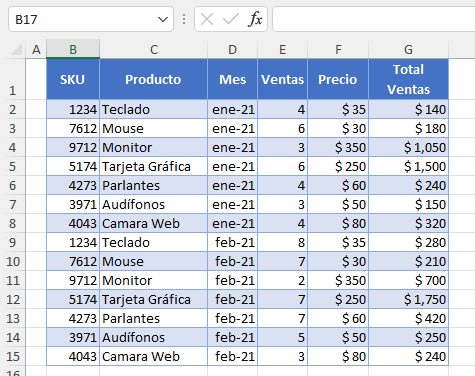 B17 fx
A B C D E F G
1 SKU Producto Mes Ventas Precio Total Ventas
2 1234 Teclado ene-21 4 $ 35 $ 140
3 7612 Mouse ene-21 6 $ 30 $ 180
4 9712 Monitor ene-21 3 $ 350 $ 1,050
5 5174 Tarjeta Gráfica ene-21 6 $ 250 $ 1,500
6 4273 Parlantes ene-21 4 $ 60 $ 240
7 3971 Audífonos ene-21 3 $ 50 $ 150
8 4043 Camara Web ene-21 4 $ 80 $ 320
9 1234 Teclado feb-21 8 $ 35 $ 280
10 7612 Mouse feb-21 7 $ 30 $ 210
11 9712 Monitor feb-21 2 $ 350 $ 700
12 5174 Tarjeta Gráfica feb-21 7 $ 250 $ 1,750
13 4273 Parlantes feb-21 7 $ 60 $ 420
14 3971 Audífonos feb-21 5 $ 50 $ 250
15 4043 Camara Web feb-21 3 $ 80 $ 240
16